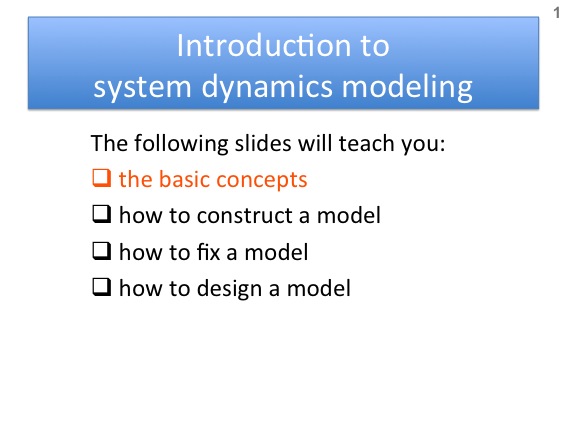 1
Introduction to
system dynamics modeling
The following slides will teach you:
❑ the basic concepts
❑ how to construct a model
❑ how to fix a model
❑ how to design a model